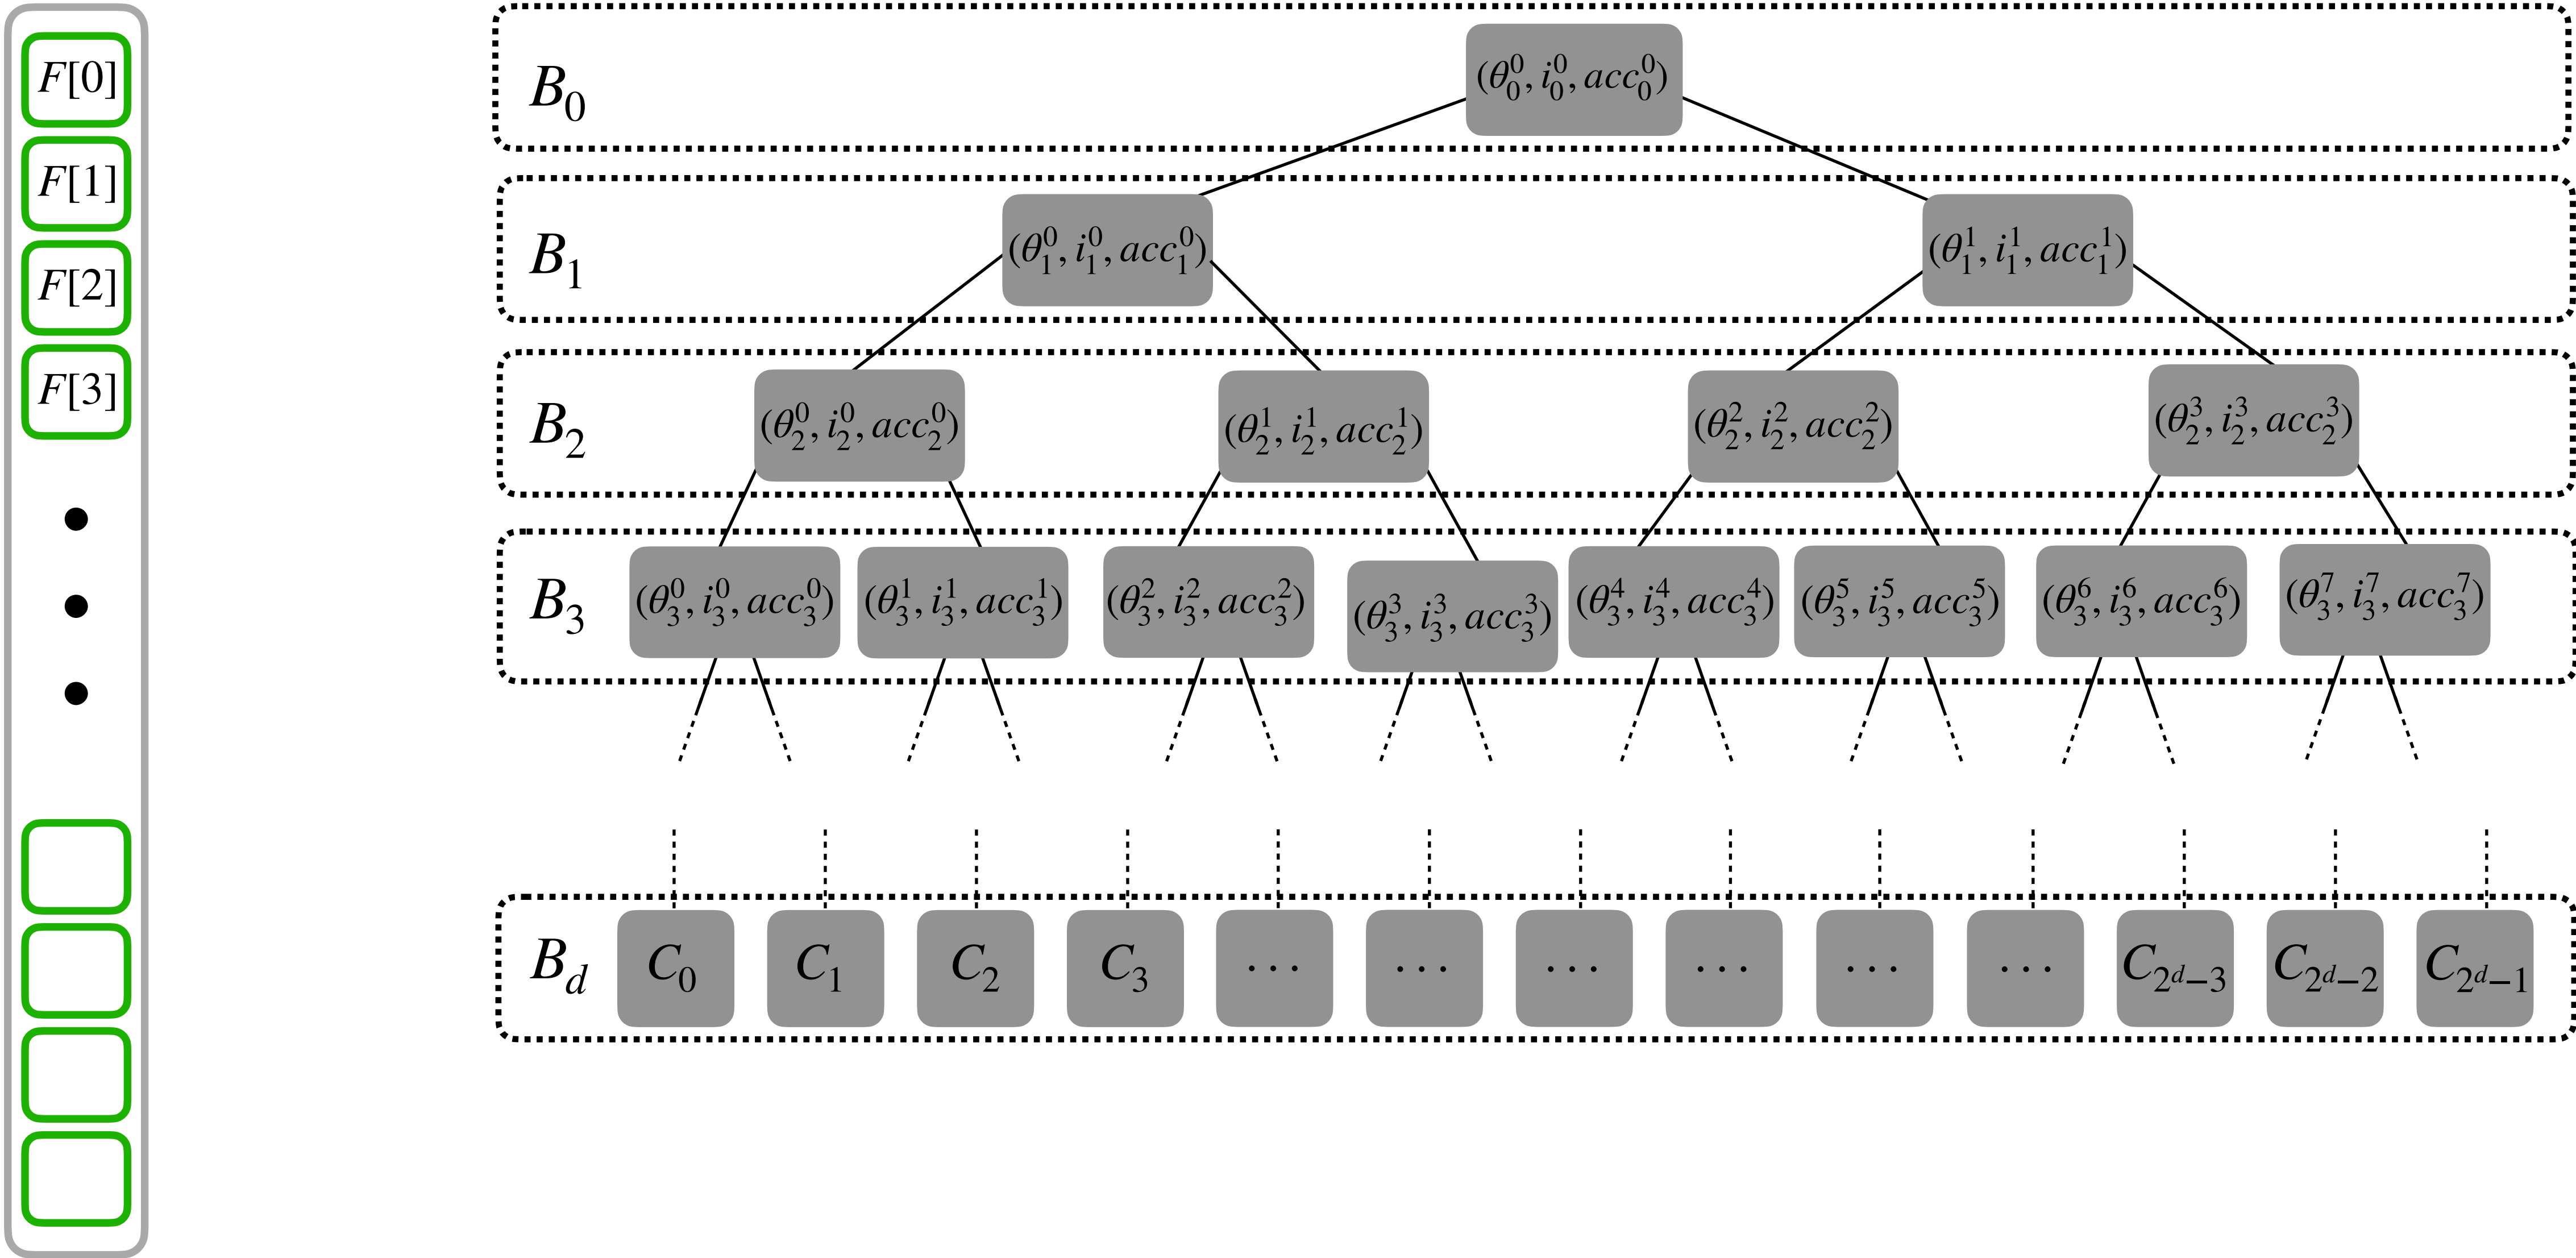 F[0]
F[1]
F[2]
F[3]
B_0
(θ_0^0, i_0^0, acc_0^0)
B_1
(θ_1^0, i_1^0, acc_1^0) (θ_1^1, i_1^1, acc_1^1)
B_2
(θ_2^0, i_2^0, acc_2^0) (θ_2^1, i_2^1, acc_2^1) (θ_2^2, i_2^2, acc_2^2) (θ_2^3, i_2^3, acc_2^3)
B_3
(θ_3^0, i_3^0, acc_3^0) (θ_3^1, i_3^1, acc_3^1) (θ_3^2, i_3^2, acc_3^2) (θ_3^3, i_3^3, acc_3^3) (θ_3^4, i_3^4, acc_3^4) (θ_3^5, i_3^5, acc_3^5) (θ_3^6, i_3^6, acc_3^6) (θ_3^7, i_3^7, acc_3^7)
B_d
C_0 C_1 C_2 C_3 ... ... ... ... ... ... C_{2^d−3} C_{2^d−2} C_{2^d−1}